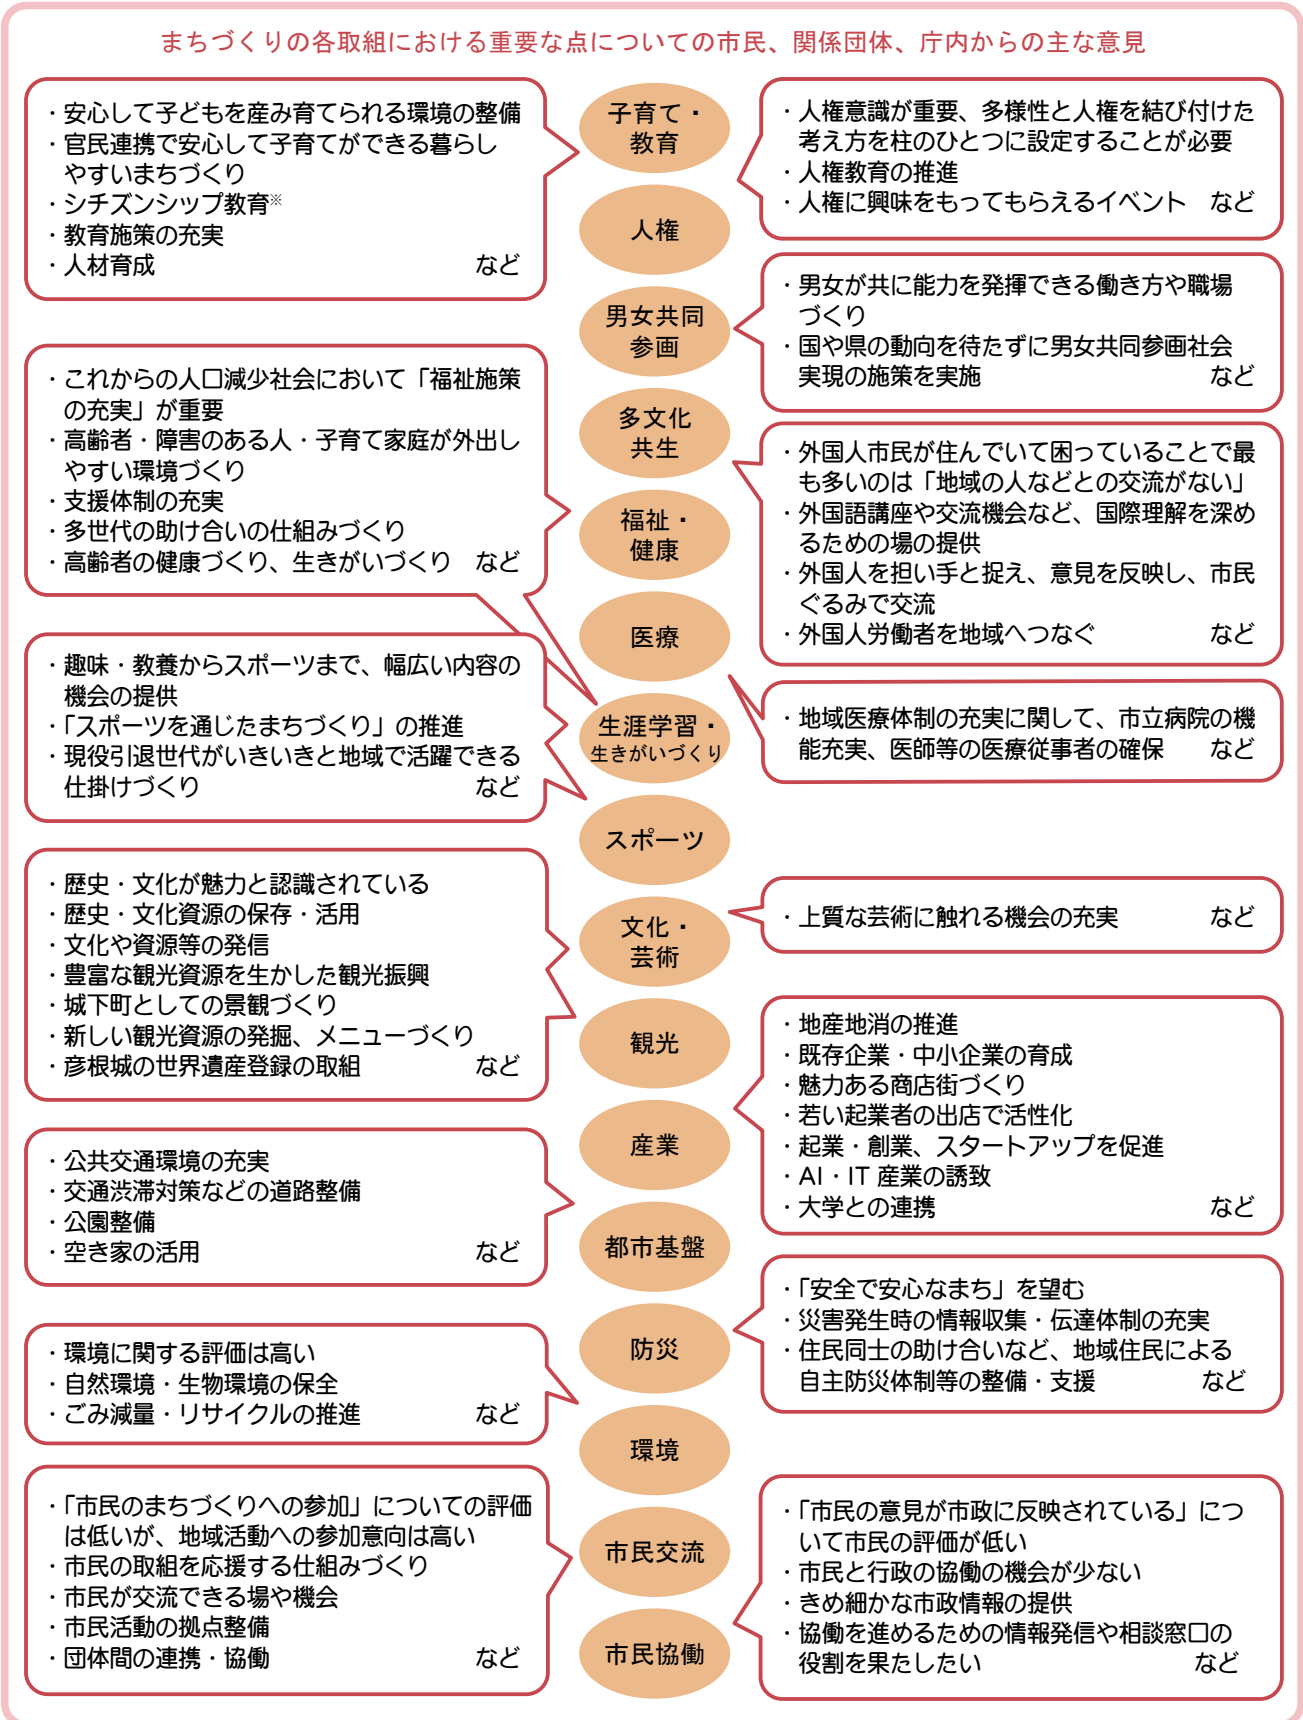 まちづくりの各取組における重要な点についての市民、関係団体、庁内からの主な意見
・安心して子どもを産み育てられる環境の整備
・官民連携で安心して子育てができる暮らし
やすいまちづくり
・シチズンシップ教育※
・教育施策の充実
・人材育成 など
子育て・
教育
・人権意識が重要、多様性と人権を結び付けた
考え方を柱のひとつに設定することが必要
・人権教育の推進
・人権に興味をもってもらえるイベント など
人権
・男女が共に能力を発揮できる働き方や職場
づくり
・国や県の動向を待たずに男女共同参画社会
実現の施策を実施 など
男女共同
参画
・これからの人口減少社会において「福祉施策
の充実」が重要
・高齢者・障害のある人・子育て家庭が外出し
やすい環境づくり
・支援体制の充実
・多世代の助け合いの仕組みづくり
・高齢者の健康づくり、生きがいづくり など
多文化
共生
・外国人市民が住んでいて困っていることで最
も多いのは「地域の人などとの交流がない」
・外国語講座や交流機会など、国際理解を深め
るための場の提供
・外国人を担い手と捉え、意見を反映し、市民
ぐるみで交流
・外国人労働者を地域へつなぐ など
福祉・
健康
医療
・趣味・教養からスポーツまで、幅広い内容の
機会の提供
・「スポーツを通じたまちづくり」の推進
・現役引退世代がいきいきと地域で活躍できる
仕掛けづくり など
生涯学習・
生きがいづくり
・地域医療体制の充実に関して、市立病院の機
能充実、医師等の医療従事者の確保 など
スポーツ
・歴史・文化が魅力と認識されている
・歴史・文化資源の保存・活用
・文化や資源等の発信
・豊富な観光資源を生かした観光振興
・城下町としての景観づくり
・新しい観光資源の発掘、メニューづくり
・彦根城の世界遺産登録の取組 など
文化・
芸術
・上質な芸術に触れる機会の充実 など
観光
・地産地消の推進
・既存企業・中小企業の育成
・魅力ある商店街づくり
・若い起業者の出店で活性化
・起業・創業、スタートアップを促進
・AI・IT 産業の誘致
・大学との連携 など
産業
・公共交通環境の充実
・交通渋滞対策などの道路整備
・公園整備
・空き家の活用 など
都市基盤
・「安全で安心なまち」を望む
・災害発生時の情報収集・伝達体制の充実
・住民同士の助け合いなど、地域住民による
自主防災体制等の整備・支援 など
防災
・環境に関する評価は高い
・自然環境・生物環境の保全
・ごみ減量・リサイクルの推進 など
環境
・「市民のまちづくりへの参加」についての評価
は低いが、地域活動への参加意向は高い
・市民の取組を応援する仕組みづくり
・市民が交流できる場や機会
・市民活動の拠点整備
・団体間の連携・協働 など
市民交流
・「市民の意見が市政に反映されている」につ
いて市民の評価が低い
・市民と行政の協働の機会が少ない
・きめ細かな市政情報の提供
・協働を進めるための情報発信や相談窓口の
役割を果たしたい など
市民協働